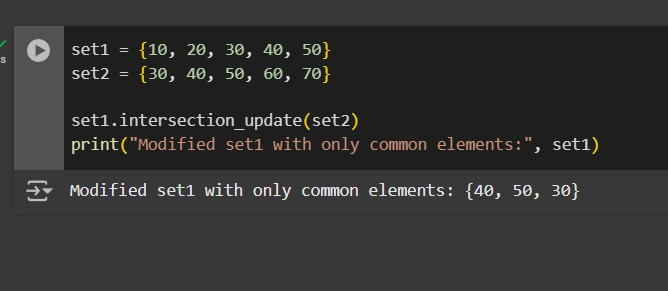 s
set1 = {10, 20, 30, 40, 50}
set2 = {30, 40, 50, 60, 70}
set1.intersection_update(set2)
print("Modified set1 with only common elements:", set1)
Modified set1 with only common elements: {40, 50, 30}